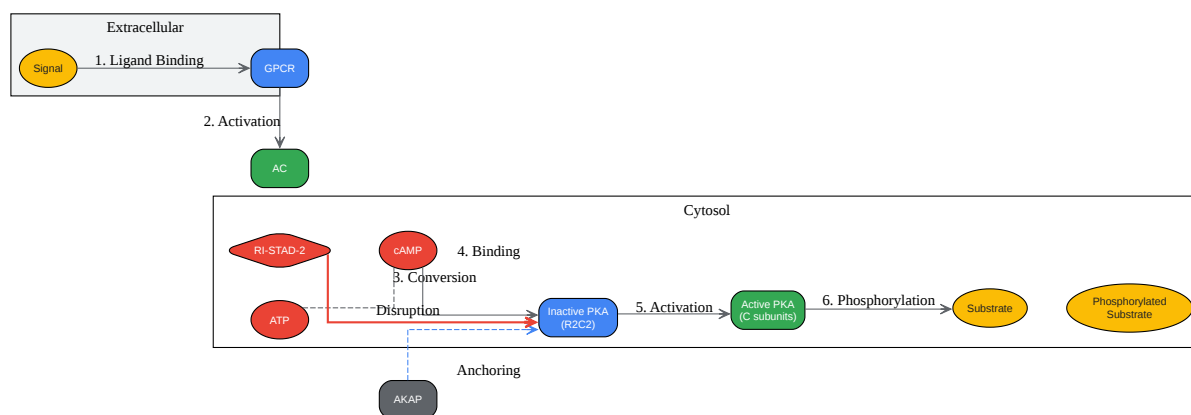 Extracellular
Signal
1. Ligand Binding
GPCR
2. Activation
AC
Cytosol
RI-STAD-2
cAMP
4. Binding
3. Conversion
ATP
Disruption
Inactive PKA
(R2C2)
5. Activation
Active PKA
(C subunits)
6. Phosphorylation
Substrate
Phosphorylated
Substrate
Anchoring
AKAP